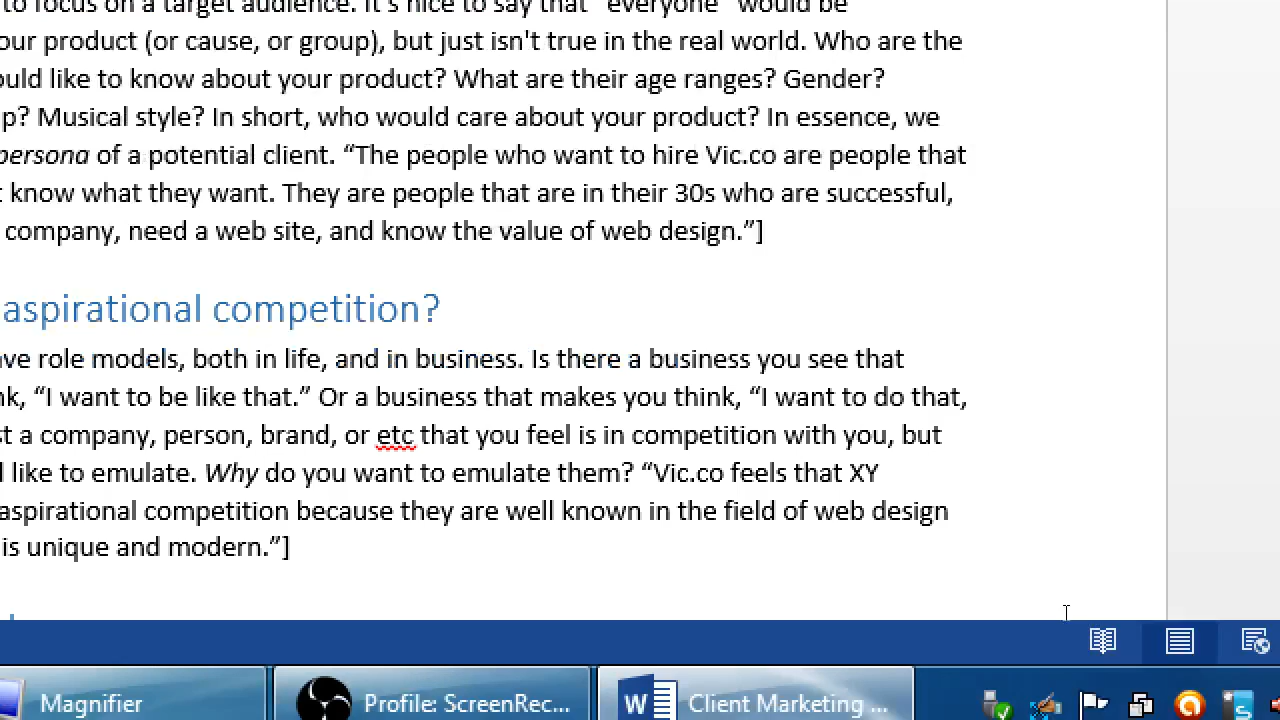 to focus on a target audience. It's nice to say that "everyone" would be
our product (or cause, or group), but just isn't true in the real world. Who are the
ould like to know about your product? What are their age ranges? Gender?
p? Musical style? In short, who would care about your product? In essence, we
persona of a potential client. “The people who want to hire Vic.co are people that
t know what they want. They are people that are in their 30s who are successful,
company, need a web site, and know the value of web design.”]
aspirational competition?
ve role models, both in life, and in business. Is there a business you see that
nk, “I want to be like that.” Or a business that makes you think, “I want to do that,
st a company, person, brand, or etc that you feel is in competition with you, but
l like to emulate. Why do you want to emulate them? “Vic.co feels that XY
aspirational competition because they are well known in the field of web design
is unique and modern.”]
Magnifier
Profile: ScreenRec...
Client Marketing ...